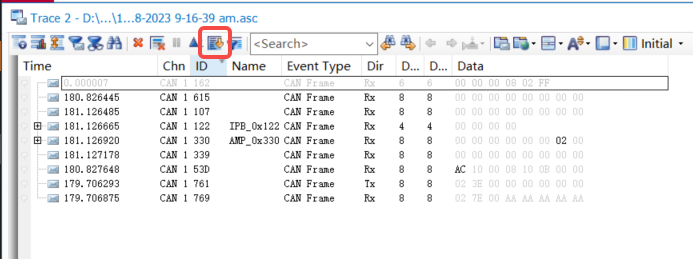 Trace 2 - D:\...\1...8-2023 9-16-39 am.asc
<Search> Initial
Time Chn ID Name Event Type Dir D... D... Data
0.000007 CAN 1 162 CAN Frame Rx 6 6 00 00 00 08 02 FF
180.826445 CAN 1 615 CAN Frame Rx 8 8 00 00 00 00 00 00 00 00
181.126485 CAN 1 107 CAN Frame Rx 8 8 00 00 00 00 00 00 00 00
181.126665 CAN 1 122 IPB_0x122 CAN Frame Rx 4 4 00 00 00 00
181.126920 CAN 1 330 AMP_0x330 CAN Frame Rx 8 8 00 00 00 00 00 00 02 00
181.127178 CAN 1 339 CAN Frame Rx 8 8 00 00 00 00 00 00 00 00
180.827648 CAN 1 53D CAN Frame Rx 8 8 AC 10 00 08 10 0B 00 00
179.706293 CAN 1 761 CAN Frame Tx 8 8 02 3E 00 00 00 00 00 00
179.706875 CAN 1 769 CAN Frame Rx 8 8 02 7E 00 AA AA AA AA AA